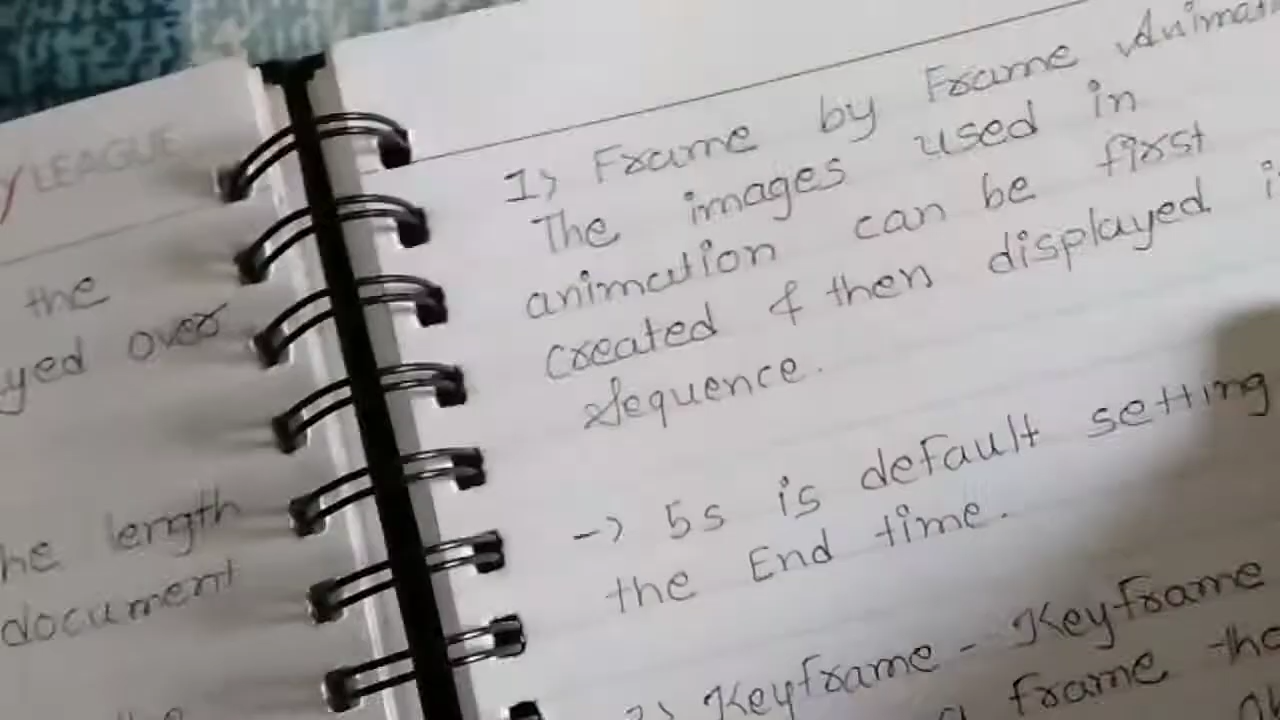 LEAGUE
the
yed over
he length
document
the
1) Frame by Frame Animat
The images used in
animation can be first
created & then displayed i
sequence.
-> 5s is default setting
the End time.
2) Keyframe - Keyframe
a frame tha